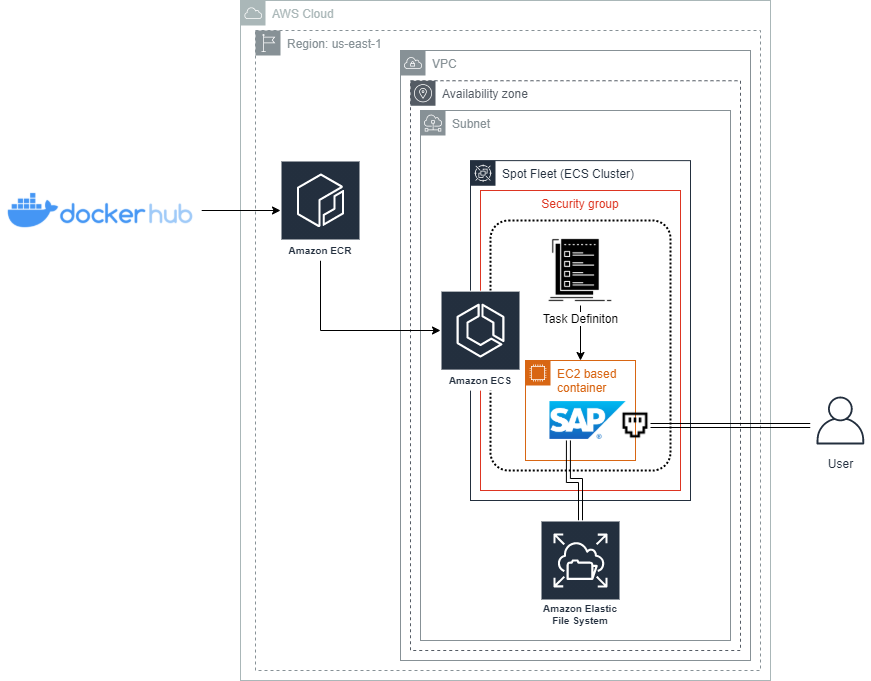 AWS Cloud
Region: us-east-1
VPC
Availability zone
Subnet
Spot Fleet (ECS Cluster)
Security group
docker hub
Amazon ECR
Task Definiton
Amazon ECS
EC2 based
container
SAP
®
User
Amazon Elastic
File System